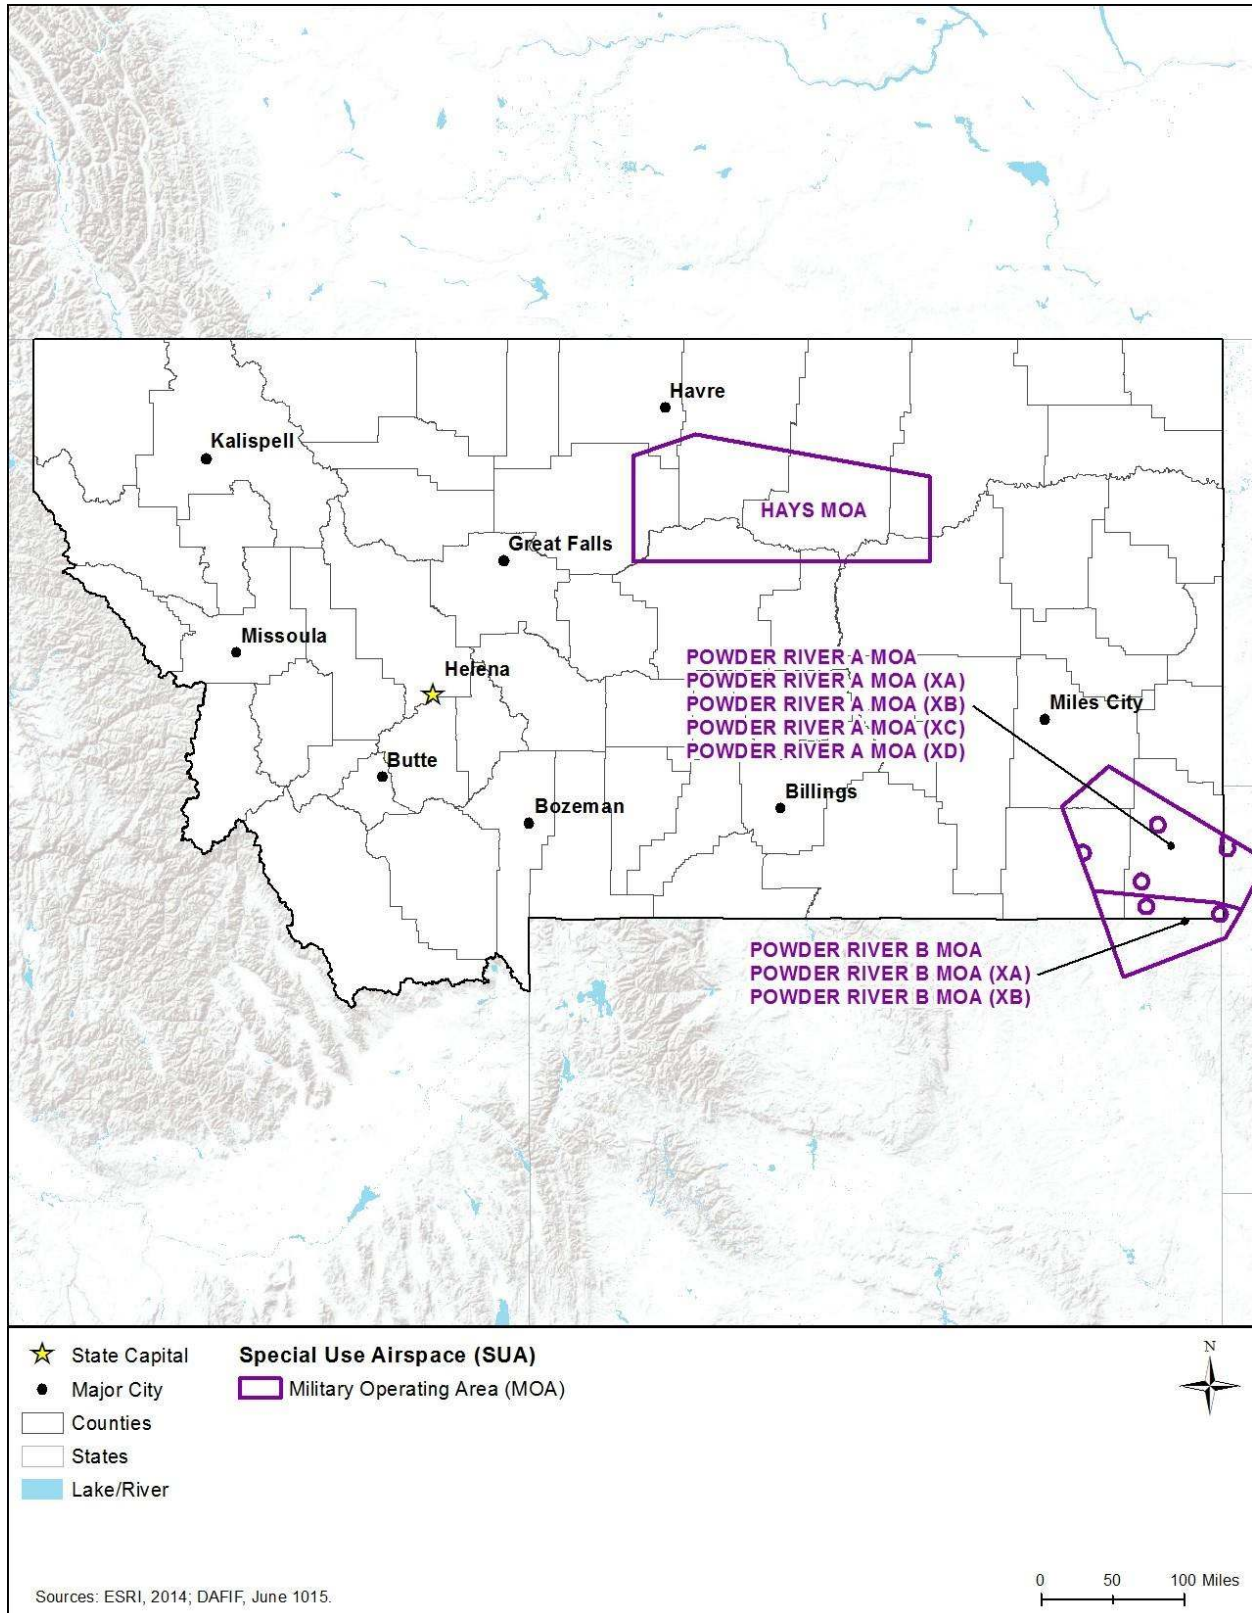 Havre
Kalispell
HAYS MOA
Great Falls
Missoula
Helena
POWDER RIVER A MOA
POWDER RIVER A MOA (XA)
POWDER RIVER A MOA (XB)
POWDER RIVER A MOA (XC)
POWDER RIVER A MOA (XD)
Miles City
Butte
Billings
Bozeman
POWDER RIVER B MOA
POWDER RIVER B MOA (XA)
POWDER RIVER B MOA (XB)
State Capital
Major City
Counties
States
Lake/River
Special Use Airspace (SUA)
Military Operating Area (MOA)
N
Sources: ESRI, 2014; DAFIF, June 1015.
0 50 100 Miles